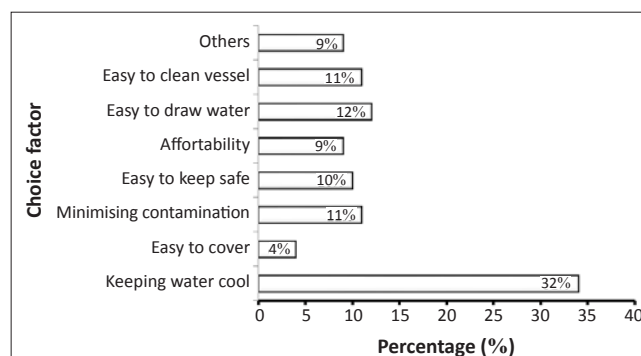 Choice factor
Others 9%
Easy to clean vessel 11%
Easy to draw water 12%
Affortability 9%
Easy to keep safe 10%
Minimising contamination 11%
Easy to cover 4%
Keeping water cool 32%
0 5 10 15 20 25 30 35 40
Percentage (%)